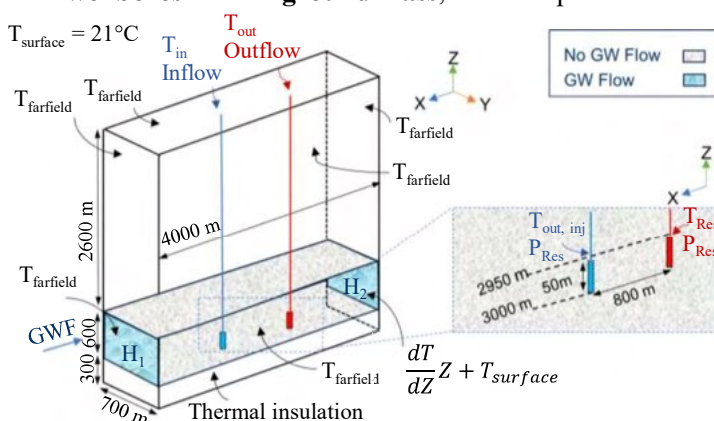 T_surface = 21°C
T_in
Inflow
T_out
Outflow
No GW Flow
GW Flow
Z
X
Y
T_farfield
T_farfield
T_farfield
T_farfield
2600 m
4000 m
T_farfield
GWF
H_1
H_2
600
300
700 m
T_farfield
Thermal insulation
dT/dZ Z + T_surface
Z
X
T_out, inj
P_Res
T_Res
P_Res
2950 m
50m
3000 m
800 m